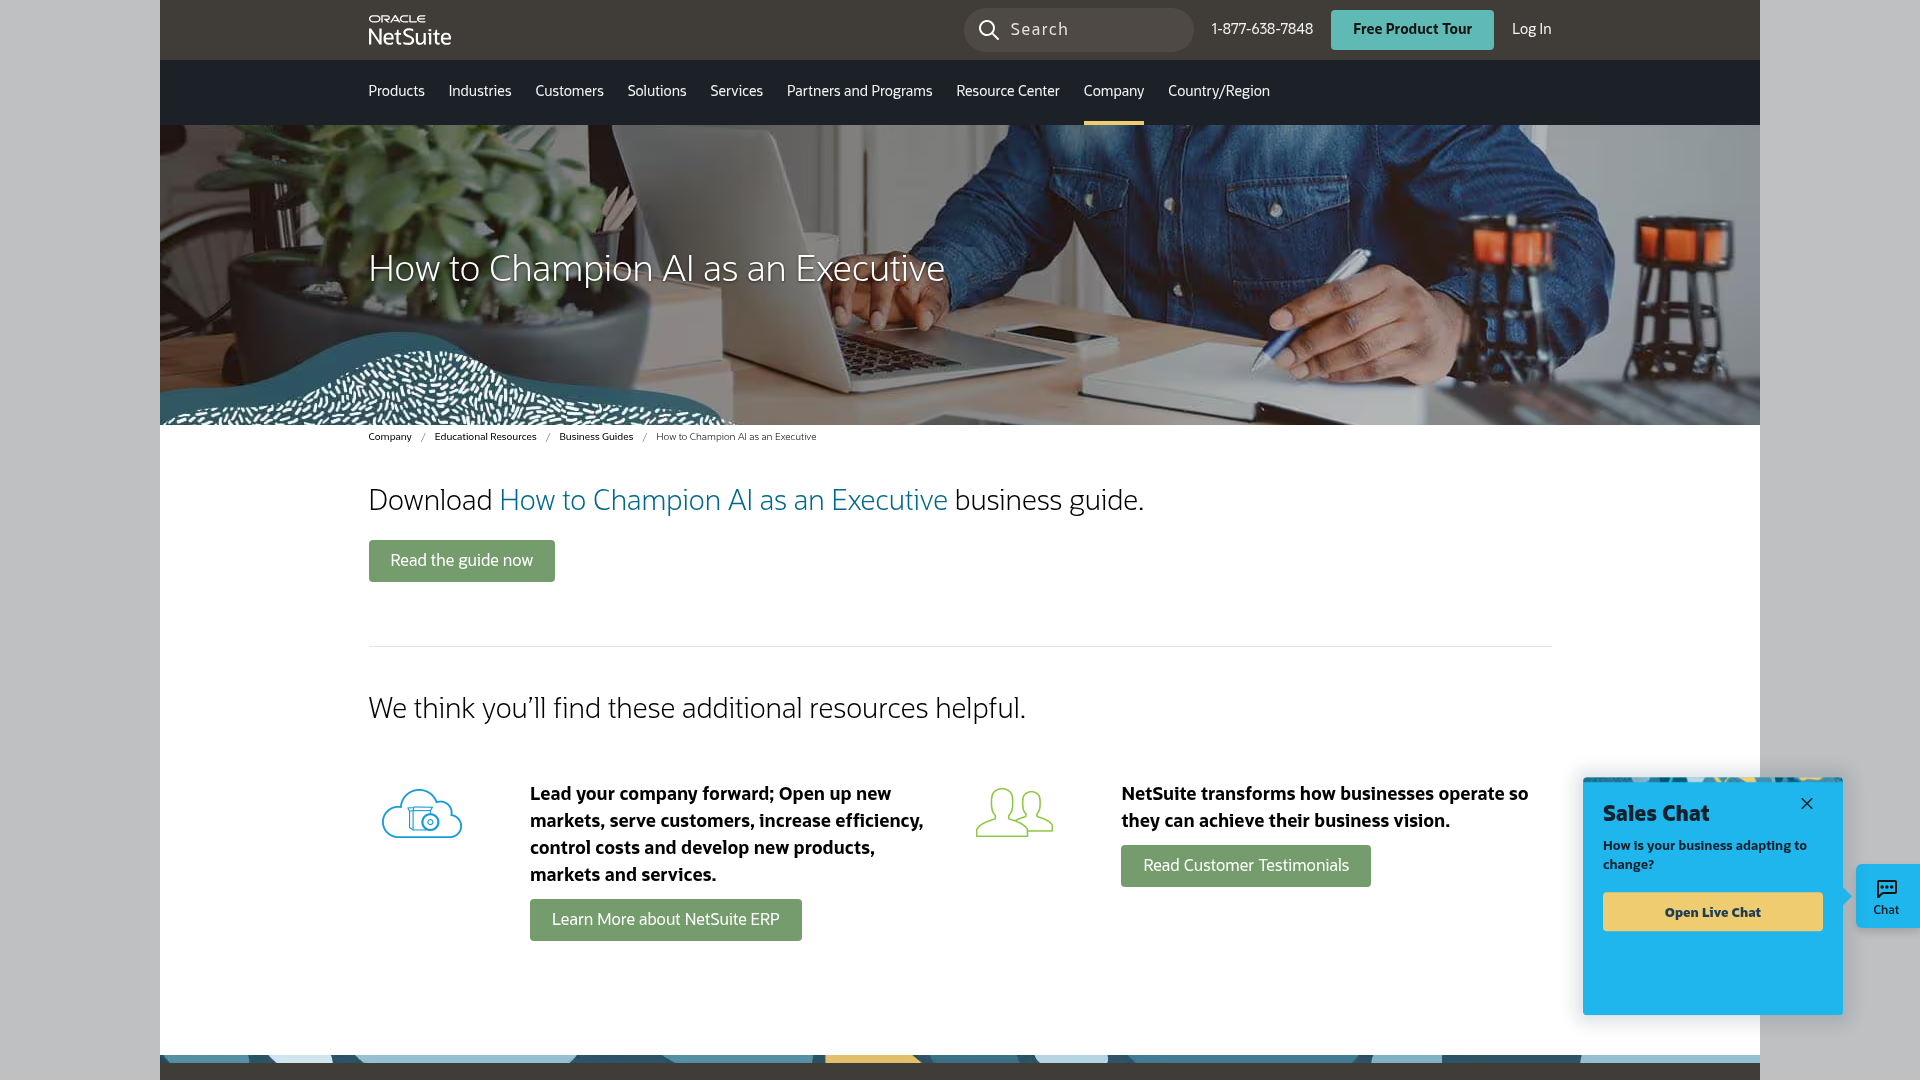 ORACLE
NetSuite
Search
1-877-638-7848
Free Product Tour
Log In
Products
Industries
Customers
Solutions
Services
Partners and Programs
Resource Center
Company
Country/Region
How to Champion AI as an Executive
Company / Educational Resources / Business Guides / How to Champion AI as an Executive
Download How to Champion AI as an Executive business guide.
Read the guide now
We think you’ll find these additional resources helpful.
Lead your company forward; Open up new
markets, serve customers, increase efficiency,
control costs and develop new products,
markets and services.
Learn More about NetSuite ERP
NetSuite transforms how businesses operate so
they can achieve their business vision.
Read Customer Testimonials
Sales Chat
How is your business adapting to
change?
Open Live Chat
Chat